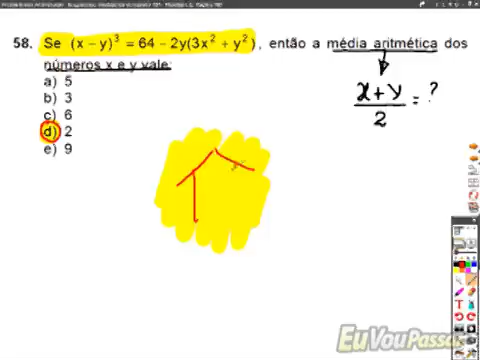 58. Se (x – y)³ = 64 – 2y(3x² + y²), então a média aritmética dos
números x e y vale:
x+y/2 = ?
a) 5
b) 3
c) 6
d) 2
e) 9
EuVouPassar